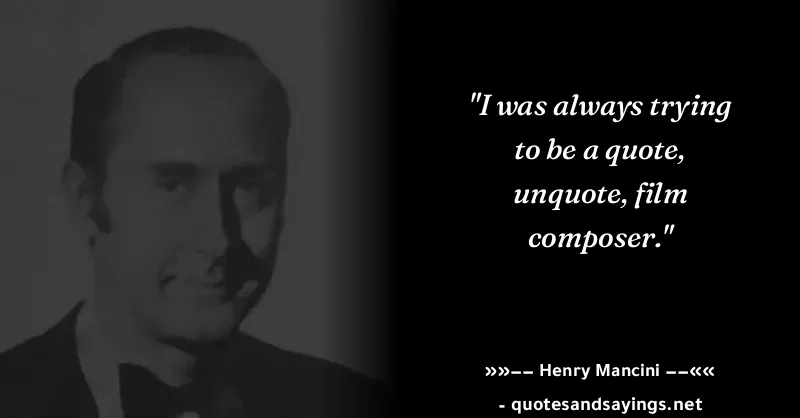 "I was always trying
to be a quote,
unquote, film
composer."
»»–– Henry Mancini ––««
- quotesandsayings.net